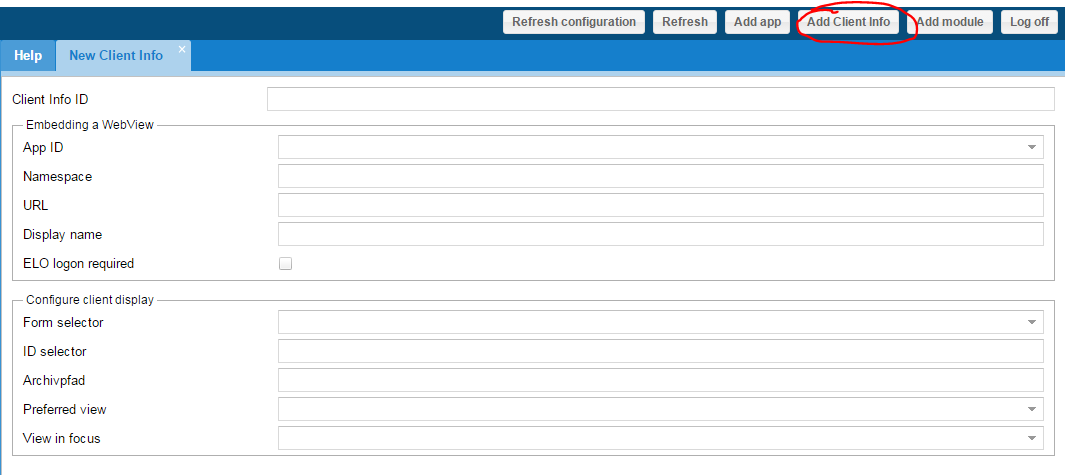 Refresh configuration Refresh Add app Add Client Info Add module Log off
Help New Client Info
Client Info ID
Embedding a WebView
App ID
Namespace
URL
Display name
ELO logon required
Configure client display
Form selector
ID selector
Archivpfad
Preferred view
View in focus